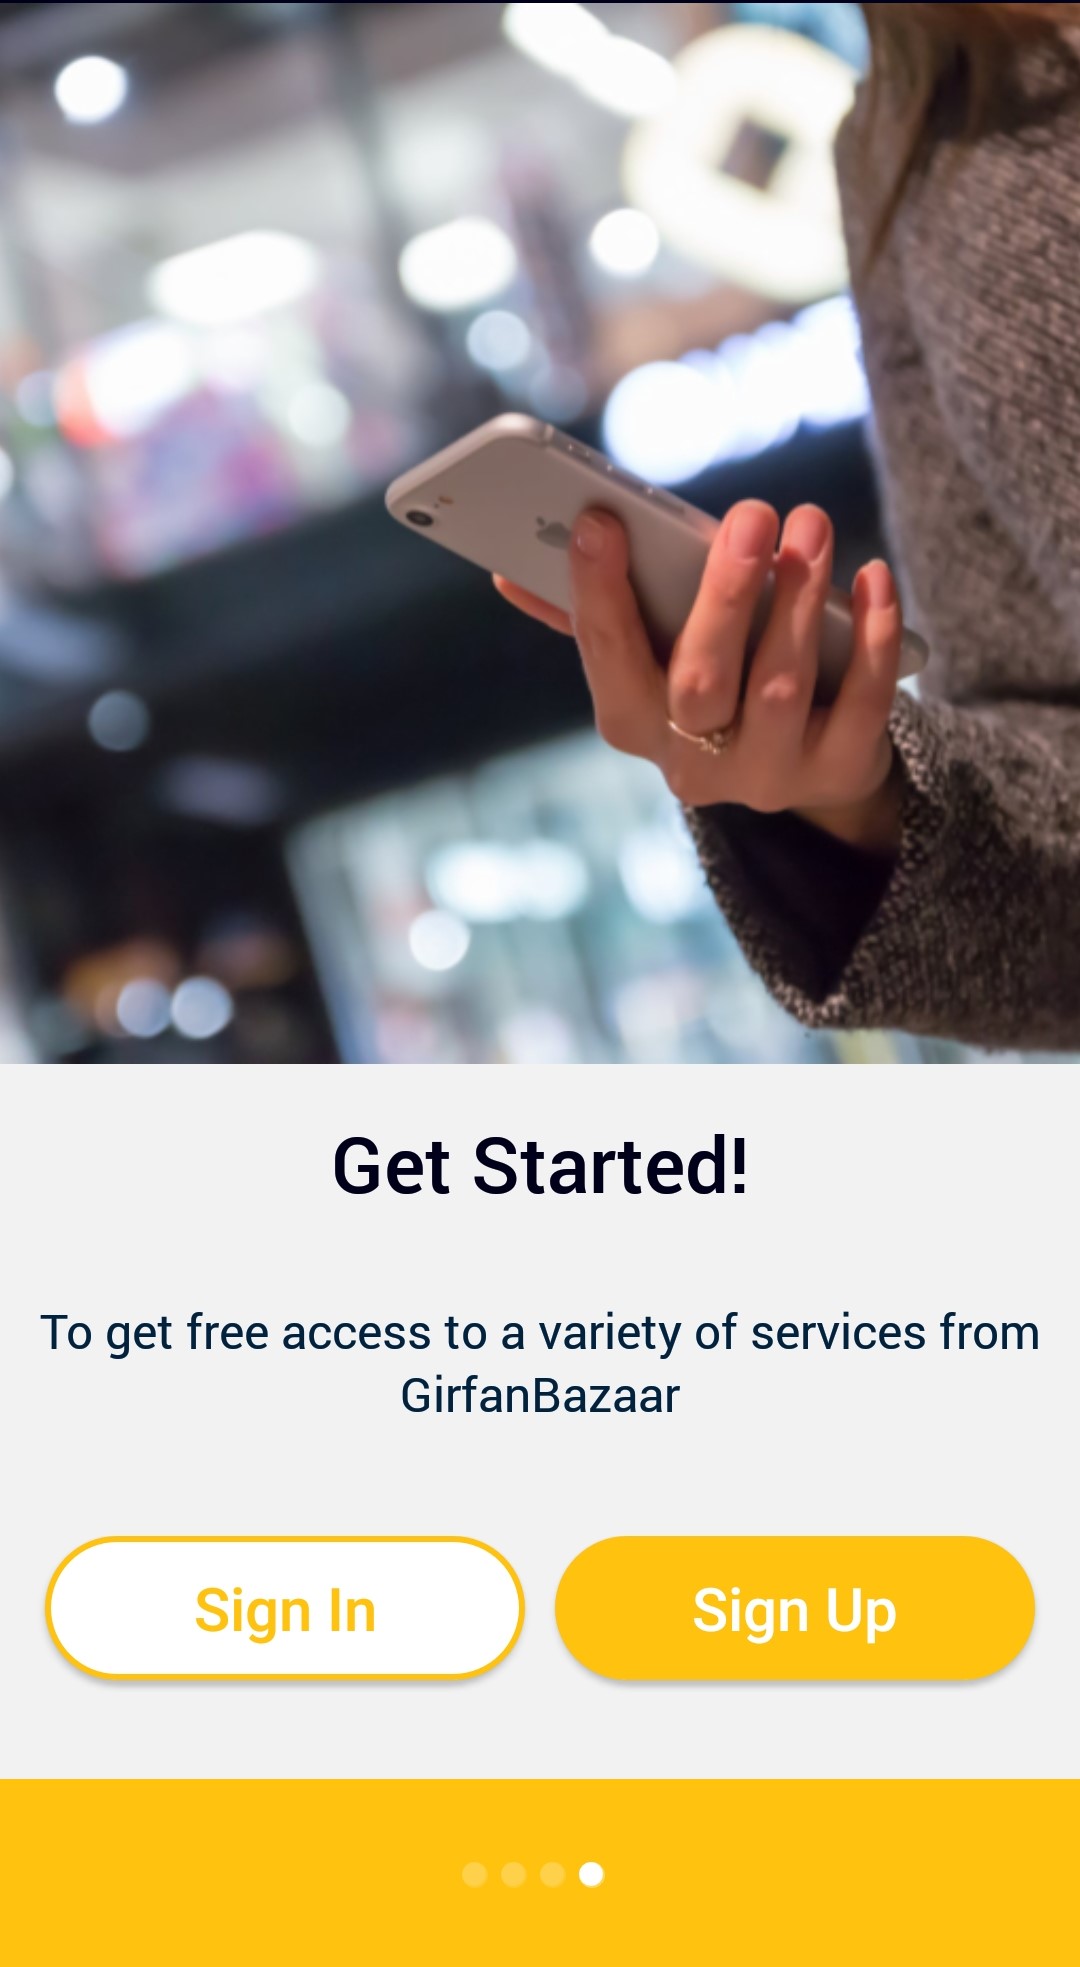 Get Started!
To get free access to a variety of services from
GirfanBazaar
Sign In
Sign Up